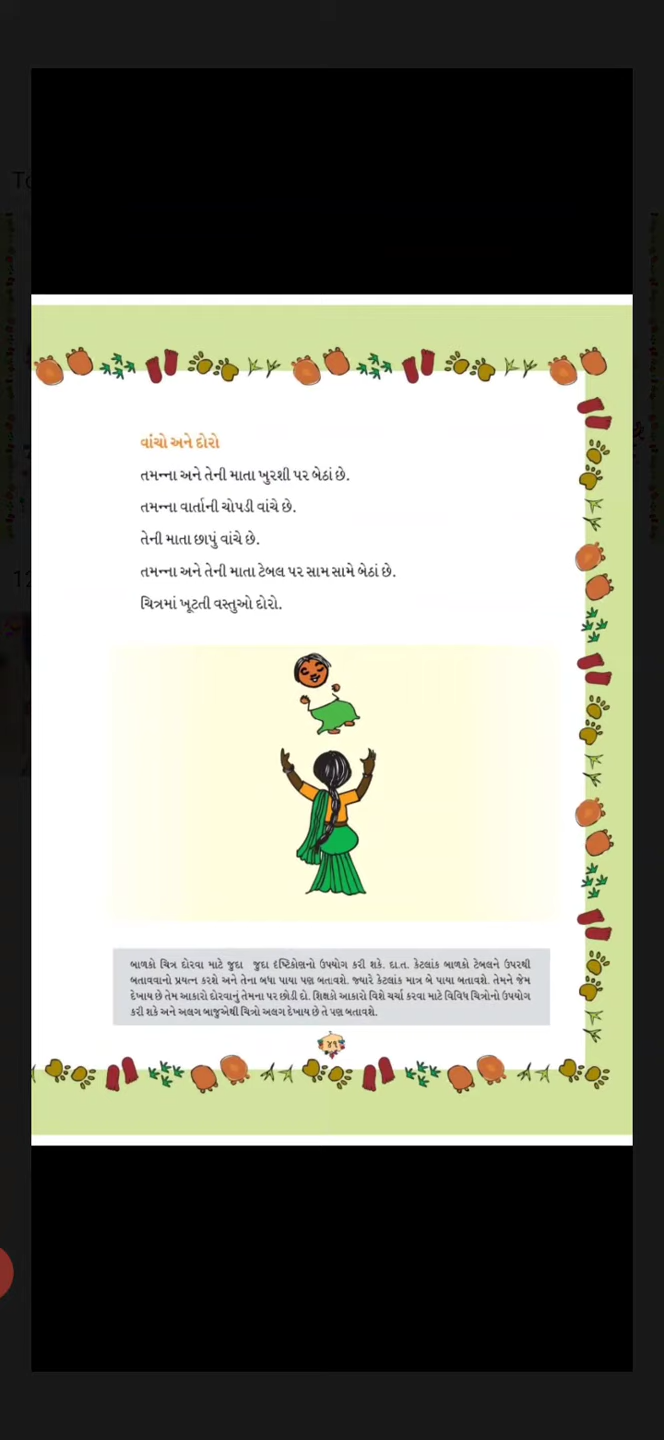 વાંચો અને દોરો
તમન્ના અને તેની માતા ખુરશી પર બેઠાં છે.
તમન્ના વાર્તાની ચોપડી વાંચે છે.
તેની માતા છાપું વાંચે છે.
તમન્ના અને તેની માતા ટેબલ પર સામ સામે બેઠાં છે.
ચિત્રમાં ખૂટતી વસ્તુઓ દોરો.
બાળકો ચિત્ર દોરવા માટે જુદા જુદા દૃષ્ટિકોણનો ઉપયોગ કરી શકે. દા.ત. કેટલાંક બાળકો ટેબલને ઉપરથી
બતાવવાનો પ્રયત્ન કરશે અને તેના બધા પાયા પણ બતાવશે. જ્યારે કેટલાંક માત્ર બે પાયા બતાવશે. તેમને જેમ
દેખાય છે તેમ આકારો દોરવાનું તેમના પર છોડી દો. શિક્ષકો આકારો વિશે ચર્ચા કરવા માટે વિવિધ ચિત્રોનો ઉપયોગ
કરી શકે અને અલગ બાજુએથી ચિત્રો અલગ દેખાય છે તે પણ બતાવશે.